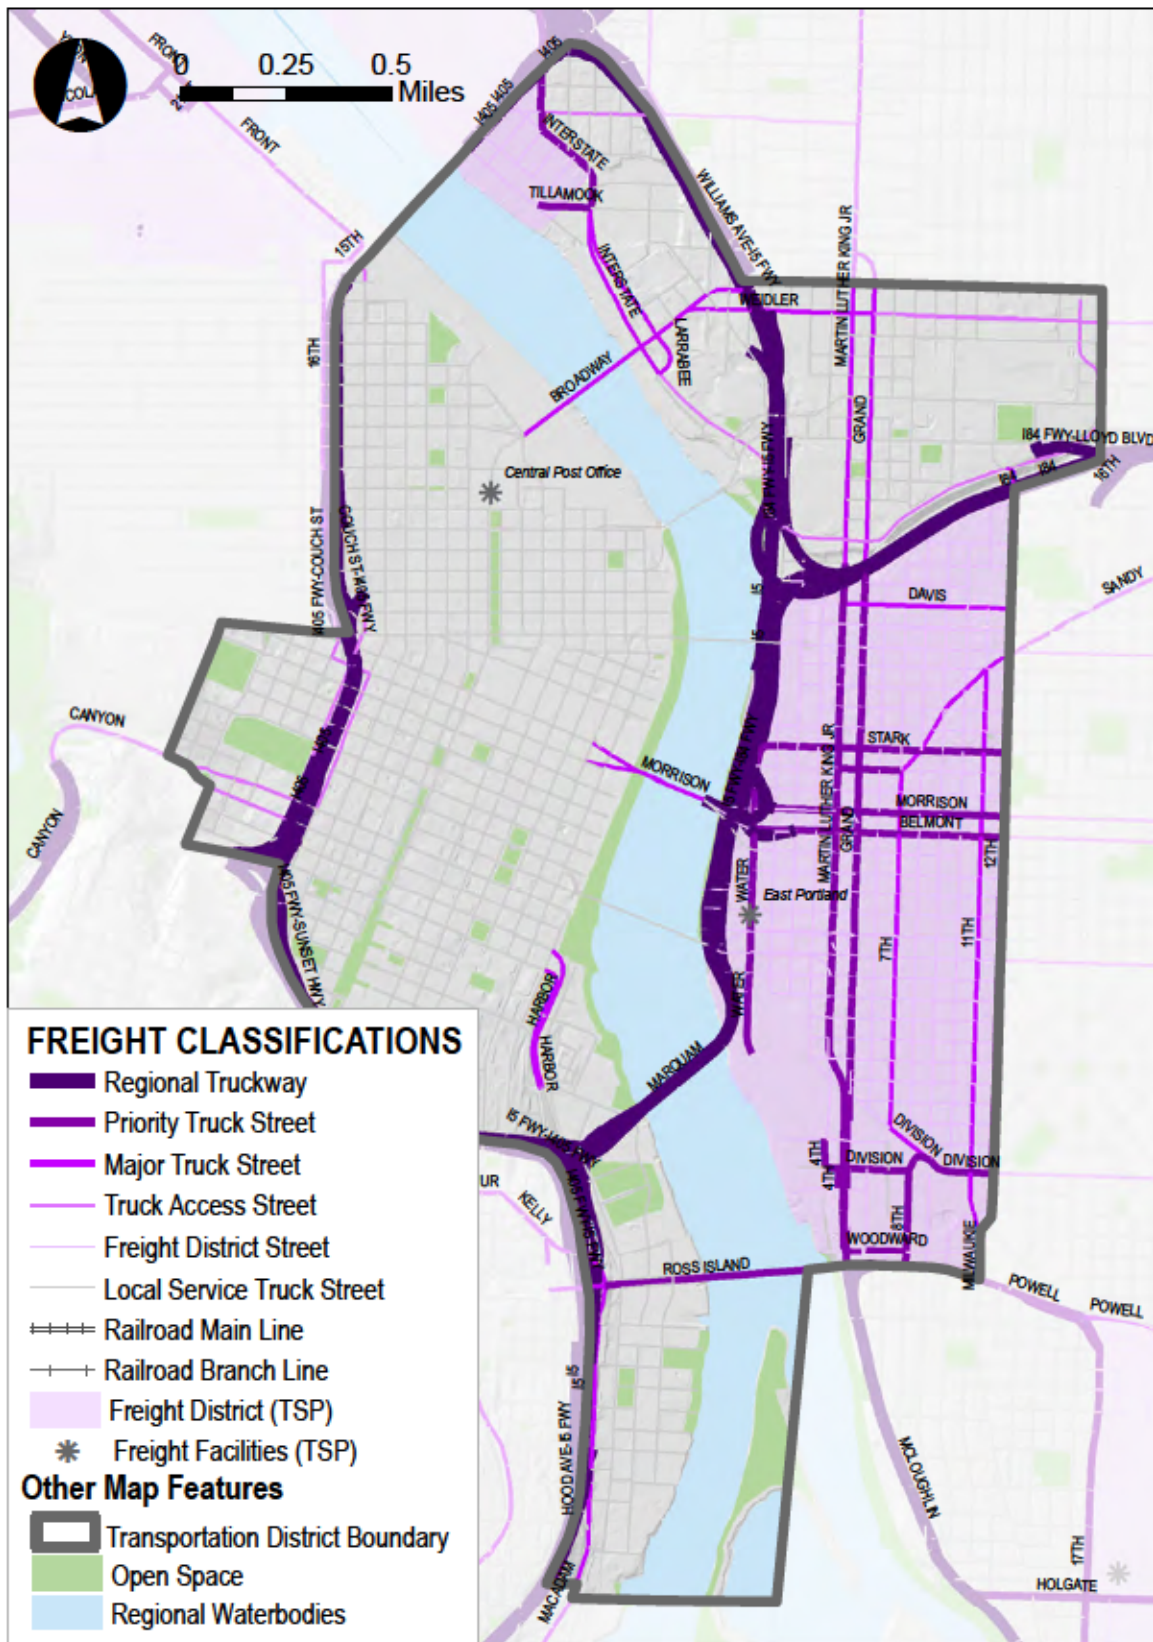 FRONT
0 0.25 0.5
Miles
FRONT
I405
I405 I405
INTERSTATE
TILLAMOOK
WILLIAMS AVE-I5 FWY
15TH
INTERSTATE
MARTIN LUTHER KING JR
WEIDLER
LARRABEE
16TH
BROADWAY
GRAND
I84 FWY-LLOYD BLVD
16TH
Central Post Office
I84
I84
I405 FWY-COUCH ST
I5
DAVIS
SANDY
I5
CANYON
I405
I405
STARK
MORRISON
MARTIN LUTHER KING JR
MORRISON
GRAND
BELMONT
CANYON
12TH
WATER
East Portland
I405 FWY-SUNSET HWY
7TH
11TH
HARBOR
WATER
HARBOR
MARQUAM
FREIGHT CLASSIFICATIONS
Regional Truckway
Priority Truck Street
Major Truck Street
Truck Access Street
Freight District Street
Local Service Truck Street
Railroad Main Line
Railroad Branch Line
Freight District (TSP)
Freight Facilities (TSP)
Other Map Features
Transportation District Boundary
Open Space
Regional Waterbodies
DIVISION
4TH
DIVISION
DIVISION
4TH
UR
KELLY
8TH
WOODWARD
MILWAUKIE
ROSS ISLAND
POWELL
POWELL
I5
I5
HOOD AVE-I5 FWY
MCLOUGHLIN
17TH
HOLGATE
MACADAM